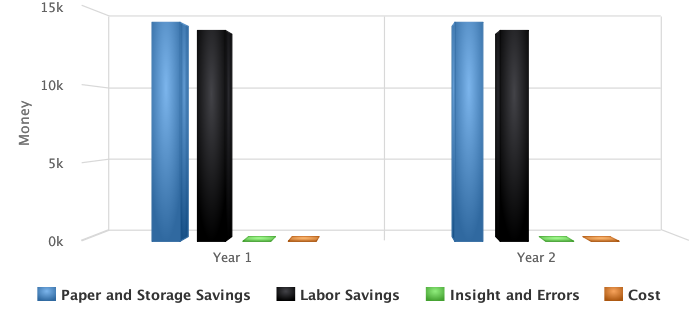 15k
10k
5k
0k
Money
Year 1
Year 2
Paper and Storage Savings
Labor Savings
Insight and Errors
Cost